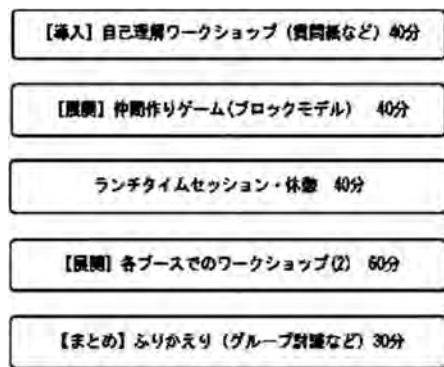 【導入】自己理解ワークショップ（質問紙など）40分
【展開】仲間作りゲーム(ブロックモデル)　40分
ランチタイムセッション・休憩　40分
【展開】各ブースでのワークショップ(2)　60分
【まとめ】ふりかえり（グループ討議など）30分